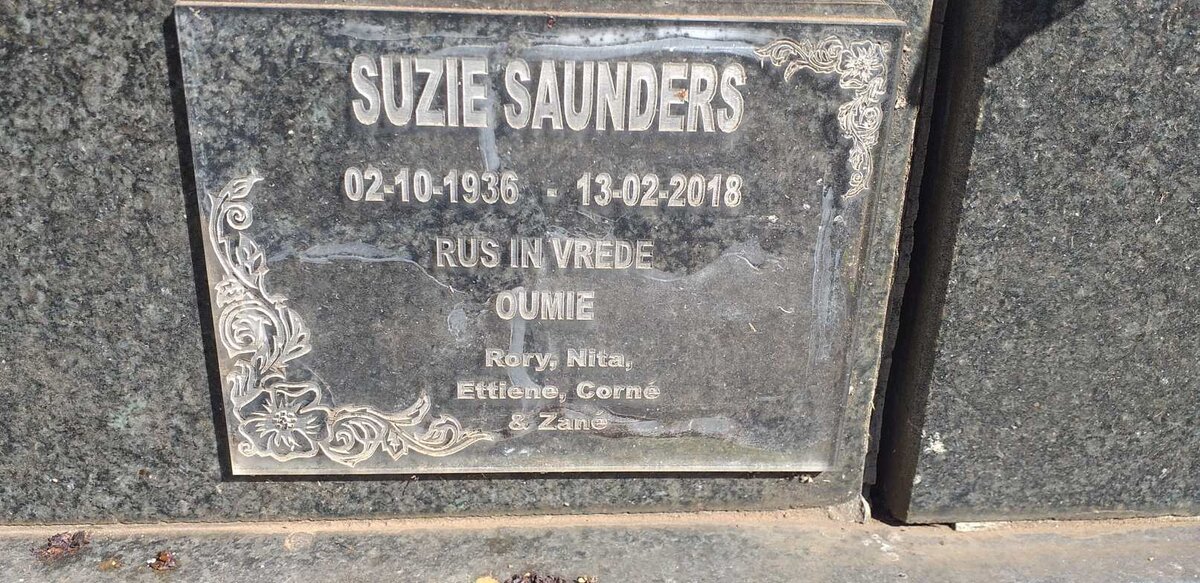 SUZIE SAUNDERS
02-10-1936 - 13-02-2018
RUS IN VREDE
OUMIE
Rory, Nita,
Ettiene, Corné
& Zané